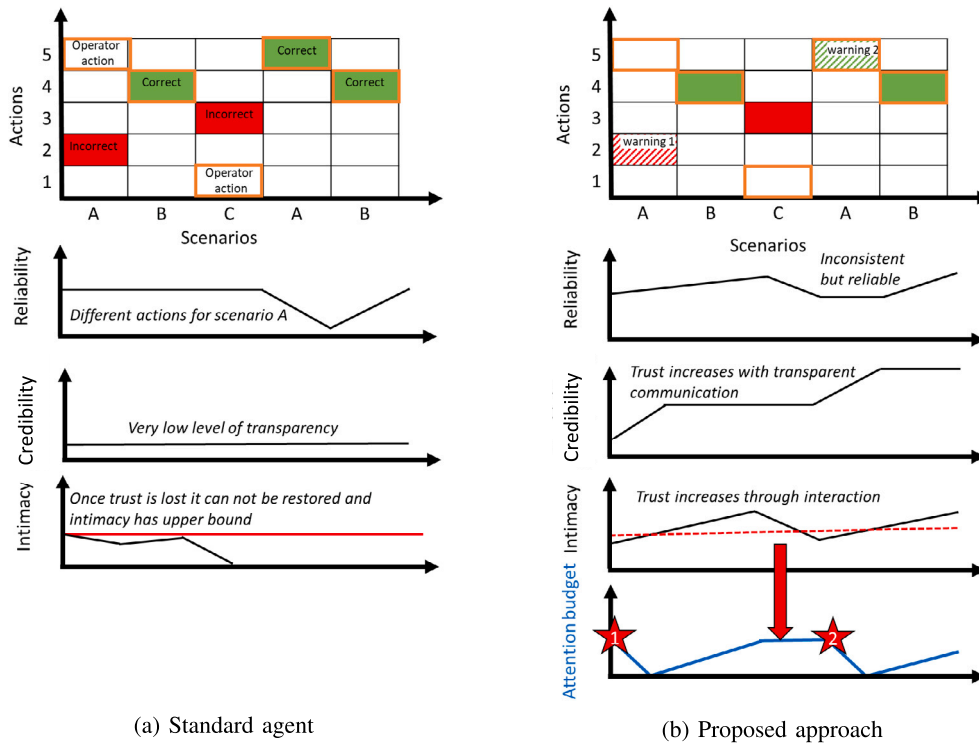 Actions
5
4
3
2
1
Operator
action
Correct
Correct
Correct
Incorrect
Incorrect
Operator
action
A
B
C
A
B
Scenarios
Reliability
Different actions for scenario A
Credibility
Very low level of transparency
Intimacy
Once trust is lost it can not be restored and
intimacy has upper bound
(a) Standard agent
Actions
5
4
3
2
1
warning 2
warning 1
A
B
C
A
B
Scenarios
Reliability
Inconsistent
but reliable
Credibility
Trust increases with transparent
communication
Intimacy
Trust increases through interaction
Attention budget
1
2
(b) Proposed approach